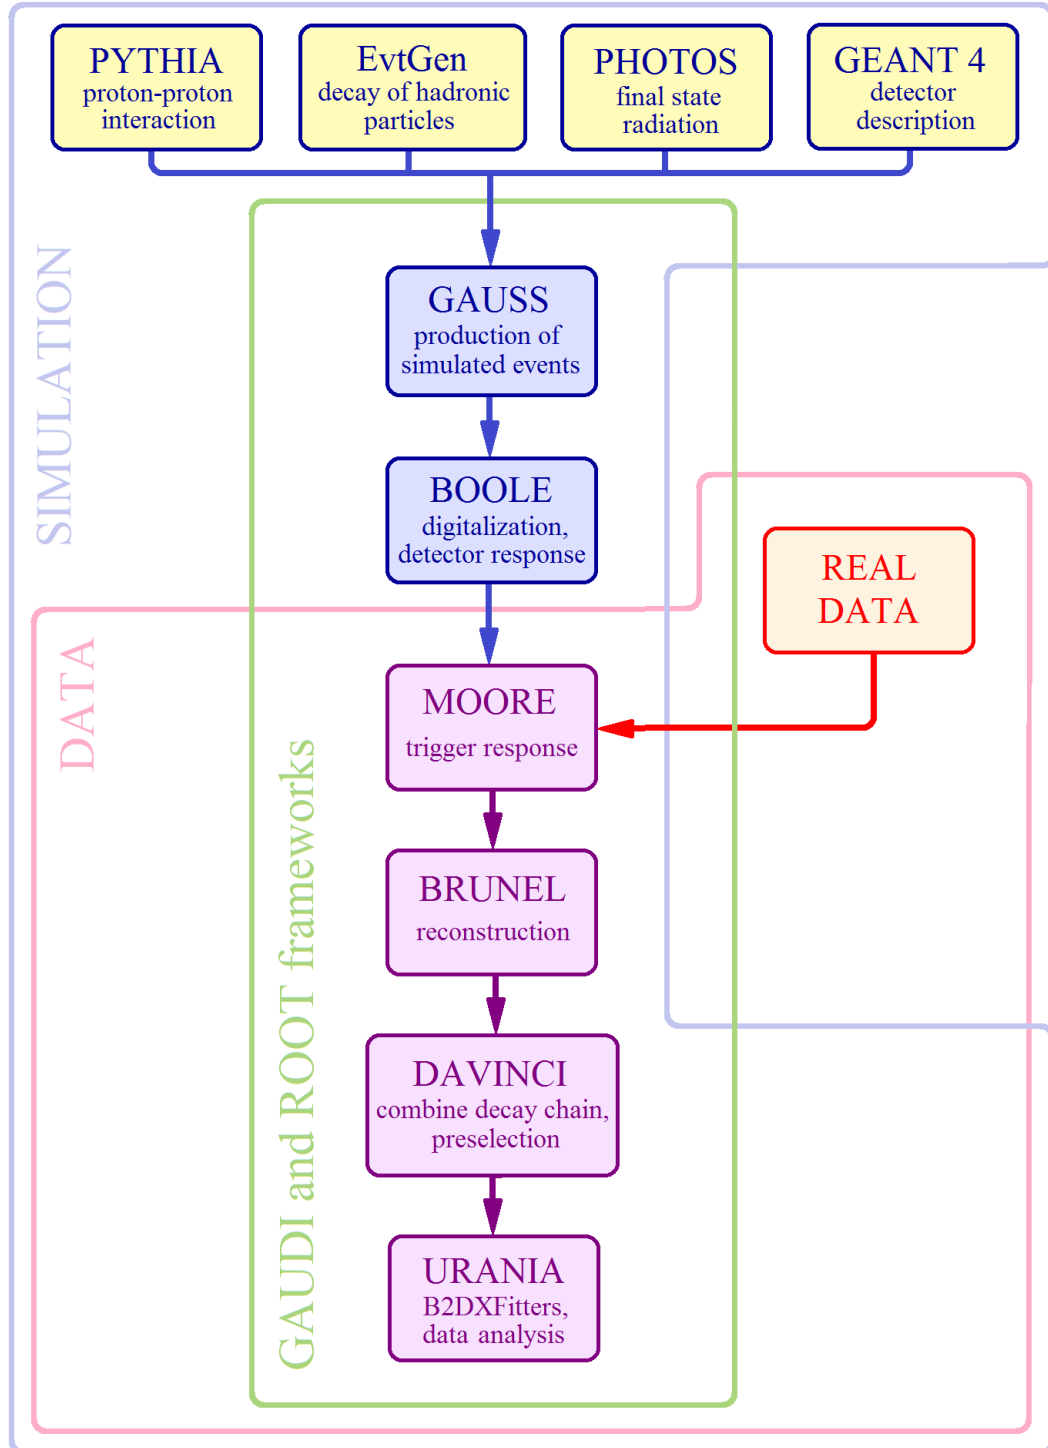 PYTHIA
proton-proton
interaction
EvtGen
decay of hadronic
particles
PHOTOS
final state
radiation
GEANT 4
detector
description
SIMULATION
GAUSS
production of
simulated events
BOOLE
digitalization,
detector response
REAL
DATA
DATA
MOORE
trigger response
GAUDI and ROOT frameworks
BRUNEL
reconstruction
DAVINCI
combine decay chain,
preselection
URANIA
B2DXFitters,
data analysis